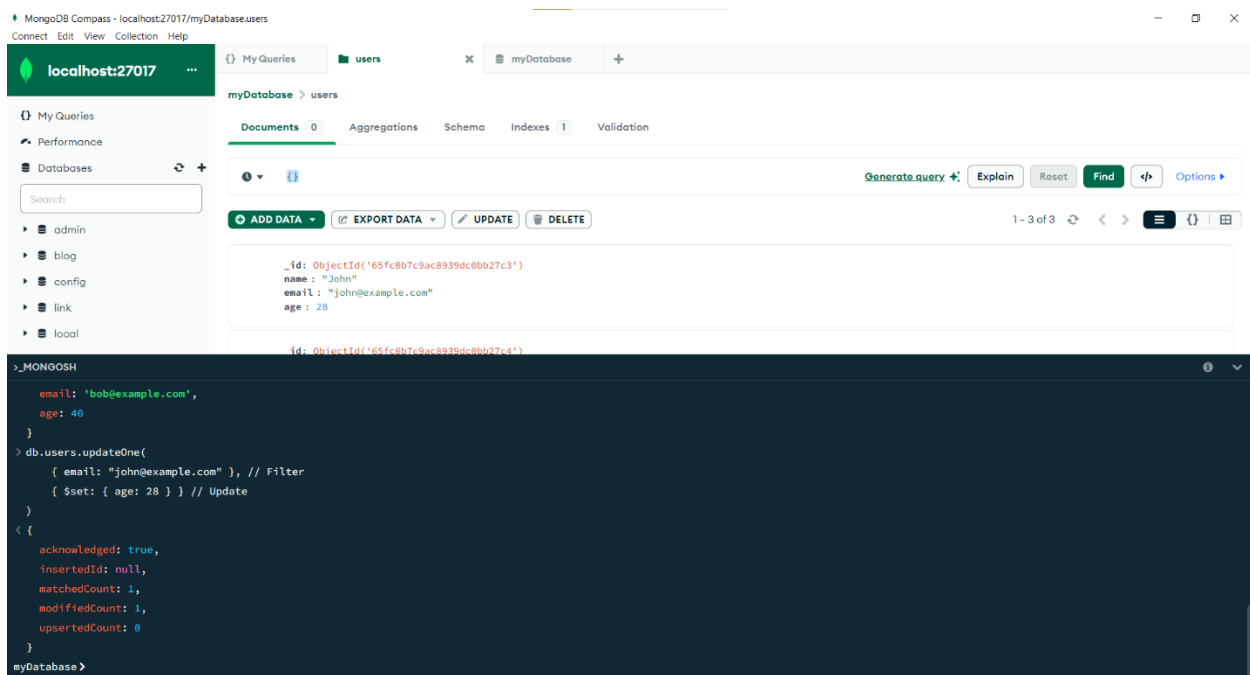 MongoDB Compass - localhost:27017/myDatabase.users
Connect Edit View Collection Help
localhost:27017 ...
{} My Queries
users
myDatabase
myDatabase > users
{} My Queries
Performance
Databases
Search
admin
blog
config
link
local
Documents 0 Aggregations Schema Indexes 1 Validation
{}
Generate query Explain Reset Find </> Options
ADD DATA EXPORT DATA UPDATE DELETE
1 – 3 of 3 {}
_id: ObjectId('65fc0b7c9ac8939dc0bb27c3')
name : "John"
email : "john@example.com"
age : 28
_id: ObjectId('65fc0b7c9ac8939dc0bb27c4')
>_MONGOSH
email: 'bob@example.com',
age: 40
}
> db.users.updateOne(
{ email: "john@example.com" }, // Filter
{ $set: { age: 28 } } // Update
)
< {
acknowledged: true,
insertedId: null,
matchedCount: 1,
modifiedCount: 1,
upsertedCount: 0
}
myDatabase>